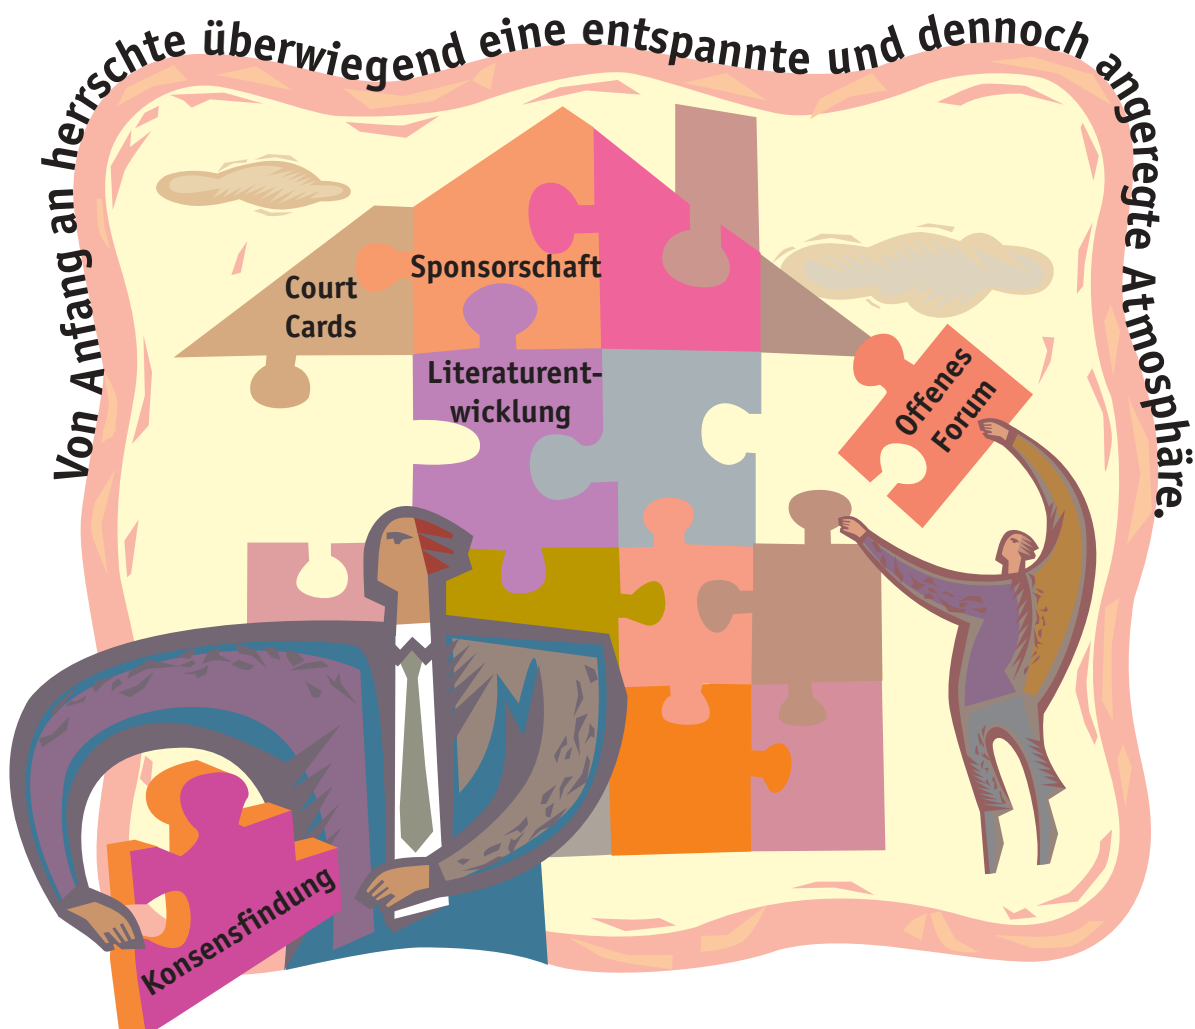 Von Anfang an herrschte überwiegend eine entspannte und dennoch angeregte Atmosphäre.
Sponsorschaft
Court
Cards
Literaturent-
wicklung
Offenes
Forum
Konsensfindung